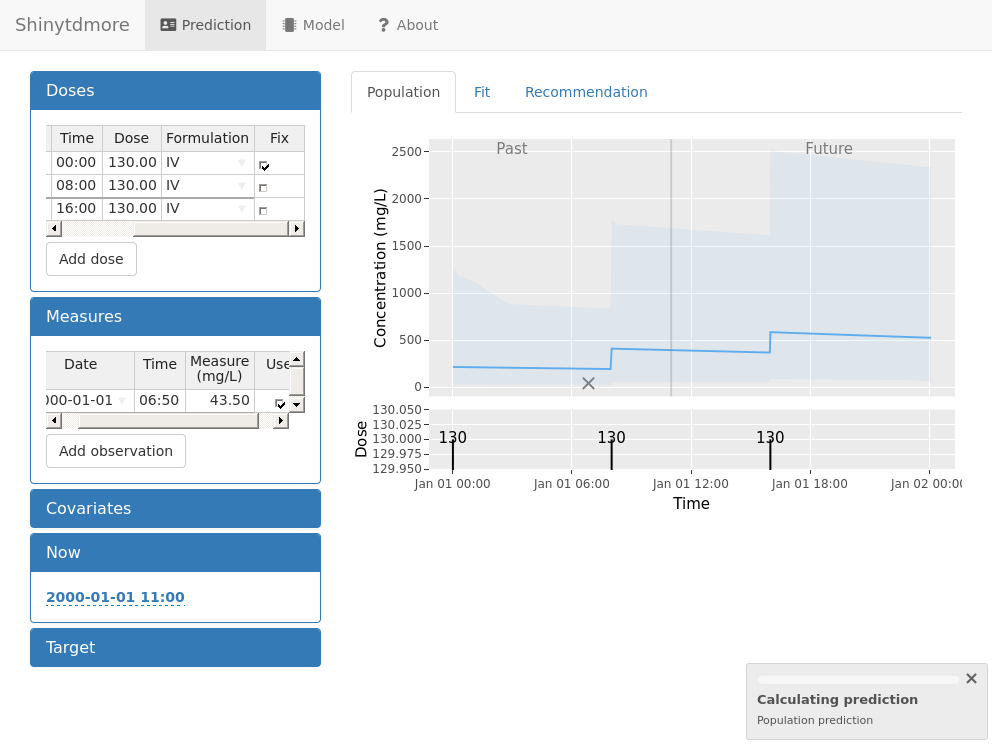 Shinytdmore Prediction Model ? About
Doses
Time Dose Formulation Fix
00:00 130.00 IV
08:00 130.00 IV
16:00 130.00 IV
Add dose
Measures
Date Time Measure (mg/L) Use
000-01-01 06:50 43.50
Add observation
Covariates
Now
2000-01-01 11:00
Target
Population Fit Recommendation
Past Future
Concentration (mg/L)
2500
2000
1500
1000
500
0
Dose
130.050
130.025
130.000
129.975
129.950
130 130 130
Jan 01 00:00 Jan 01 06:00 Jan 01 12:00 Jan 01 18:00 Jan 02 00:00
Time
Calculating prediction
Population prediction